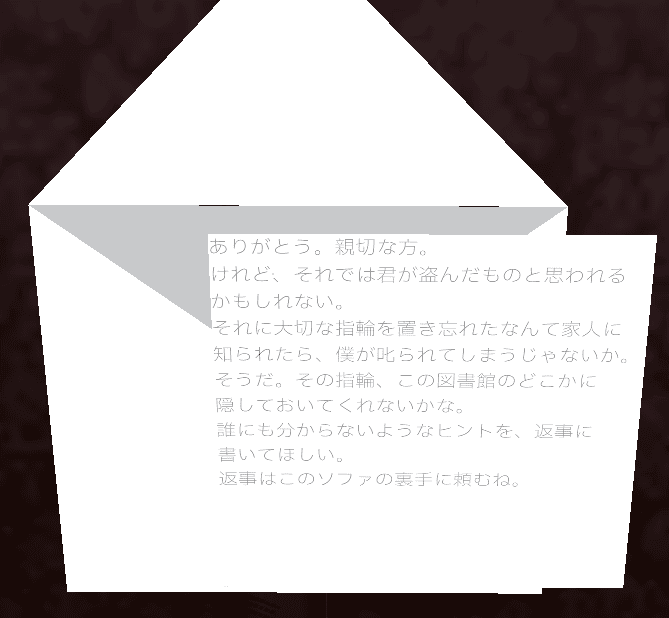 ありがとう。親切な方。
けれど、それでは君が盗んだものと思われる
かもしれない。
それに大切な指輪を置き忘れたなんて家人に
知られたら、僕が叱られてしまうじゃないか。
そうだ。その指輪、この図書館のどこかに
隠しておいてくれないかな。
誰にも分からないようなヒントを、返事に
書いてほしい。
返事はこのソファの裏手に頼むね。